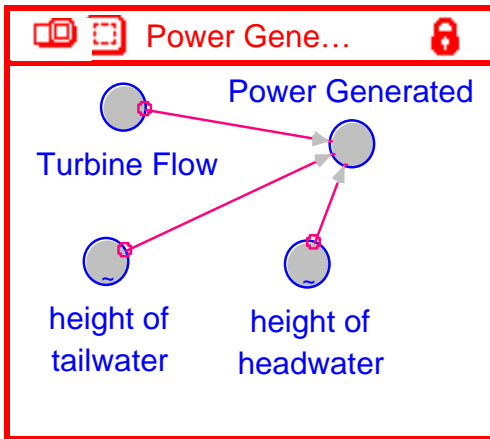 Power Gene…
Power Generated
Turbine Flow
~
~
height of
tailwater
height of
headwater